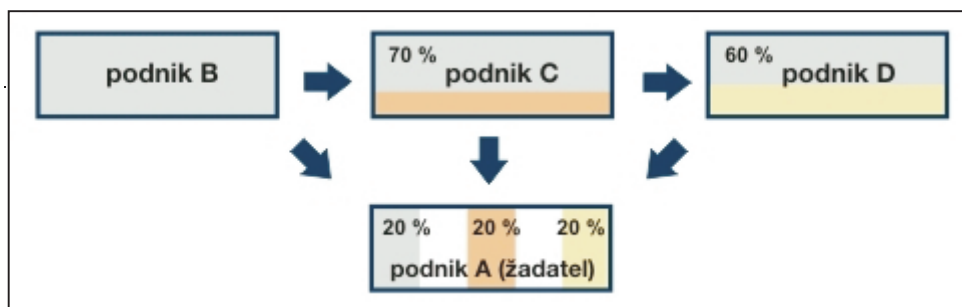 podnik B
70 %
podnik C
60 %
podnik D
20 % 20 % 20 %
podnik A (žadatel)